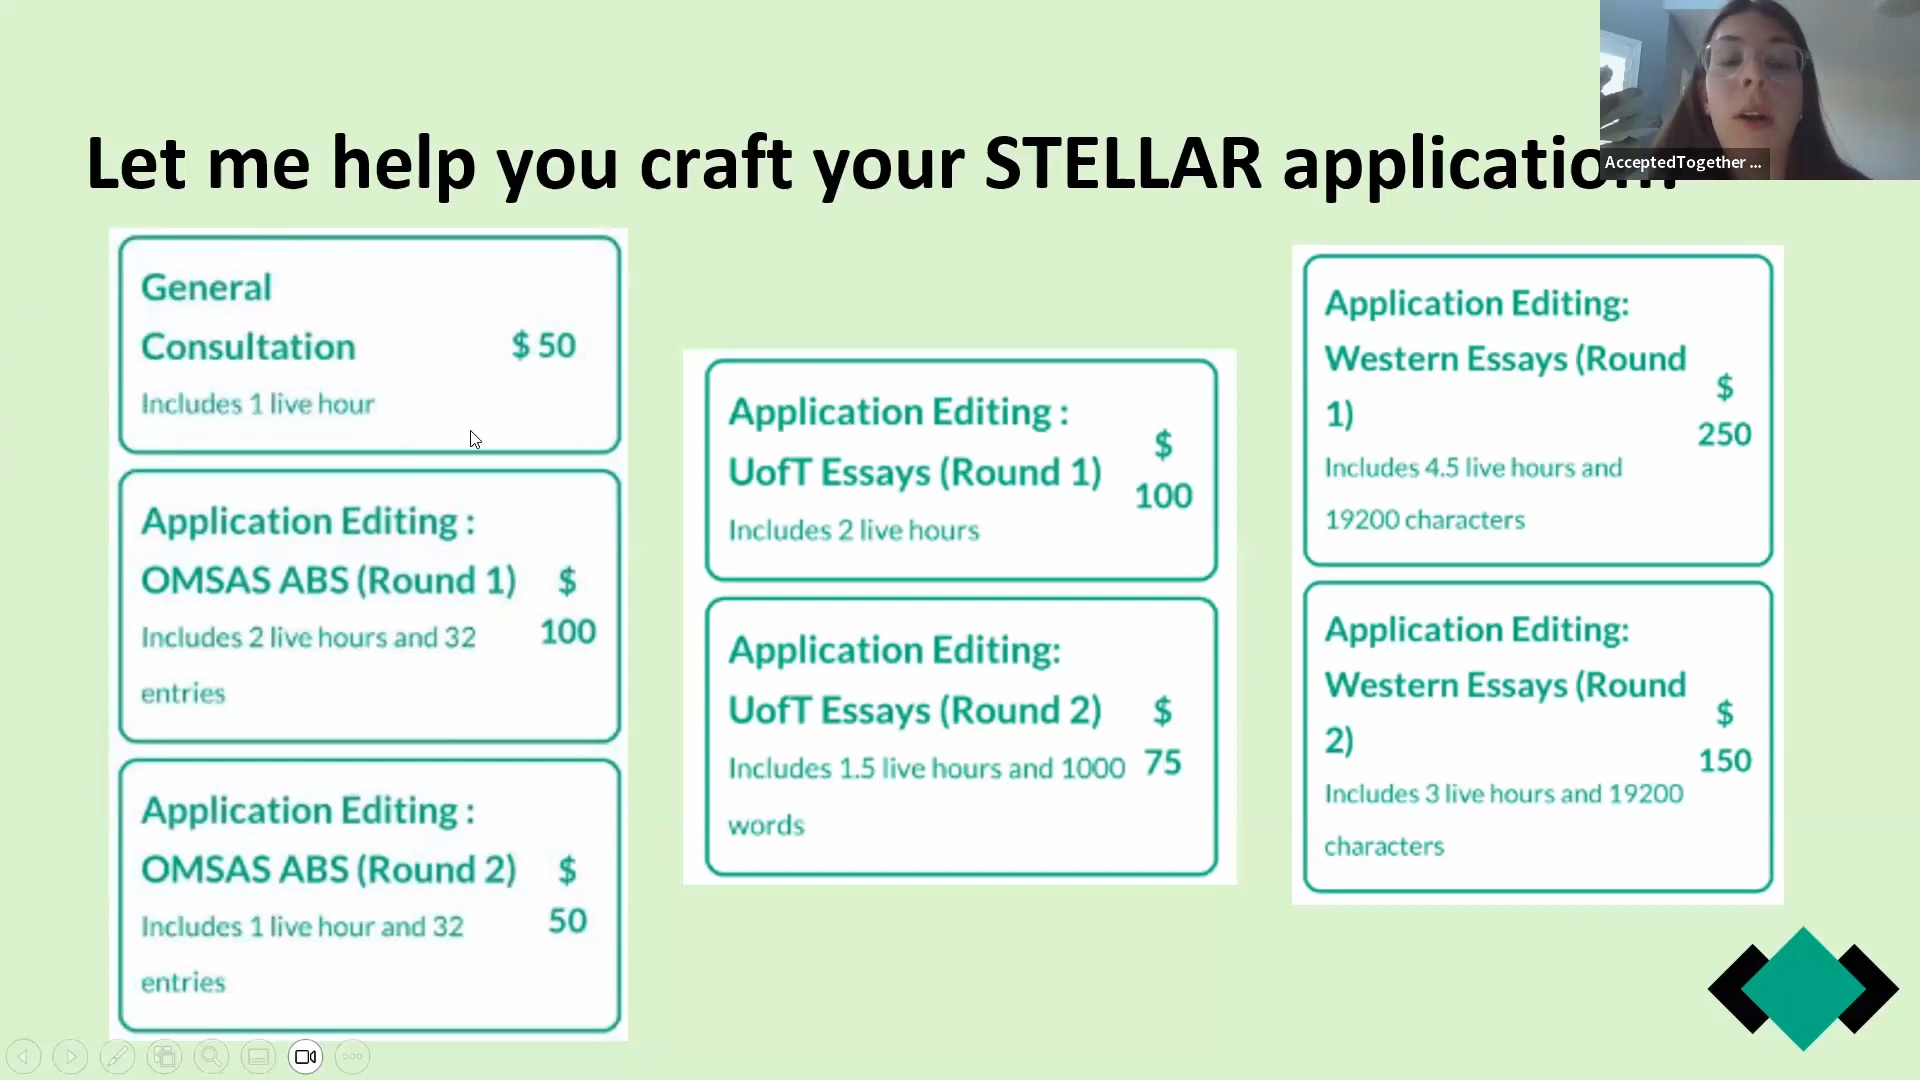 Let me help you craft your STELLAR application!
AcceptedTogether ...
General
Consultation
$ 50
Includes 1 live hour
Application Editing :
OMSAS ABS (Round 1)
$
100
Includes 2 live hours and 32
entries
Application Editing :
OMSAS ABS (Round 2)
$
50
Includes 1 live hour and 32
entries
Application Editing :
UofT Essays (Round 1)
$
100
Includes 2 live hours
Application Editing:
UofT Essays (Round 2)
$
75
Includes 1.5 live hours and 1000
words
Application Editing:
Western Essays (Round
1)
$
250
Includes 4.5 live hours and
19200 characters
Application Editing:
Western Essays (Round
2)
$
150
Includes 3 live hours and 19200
characters